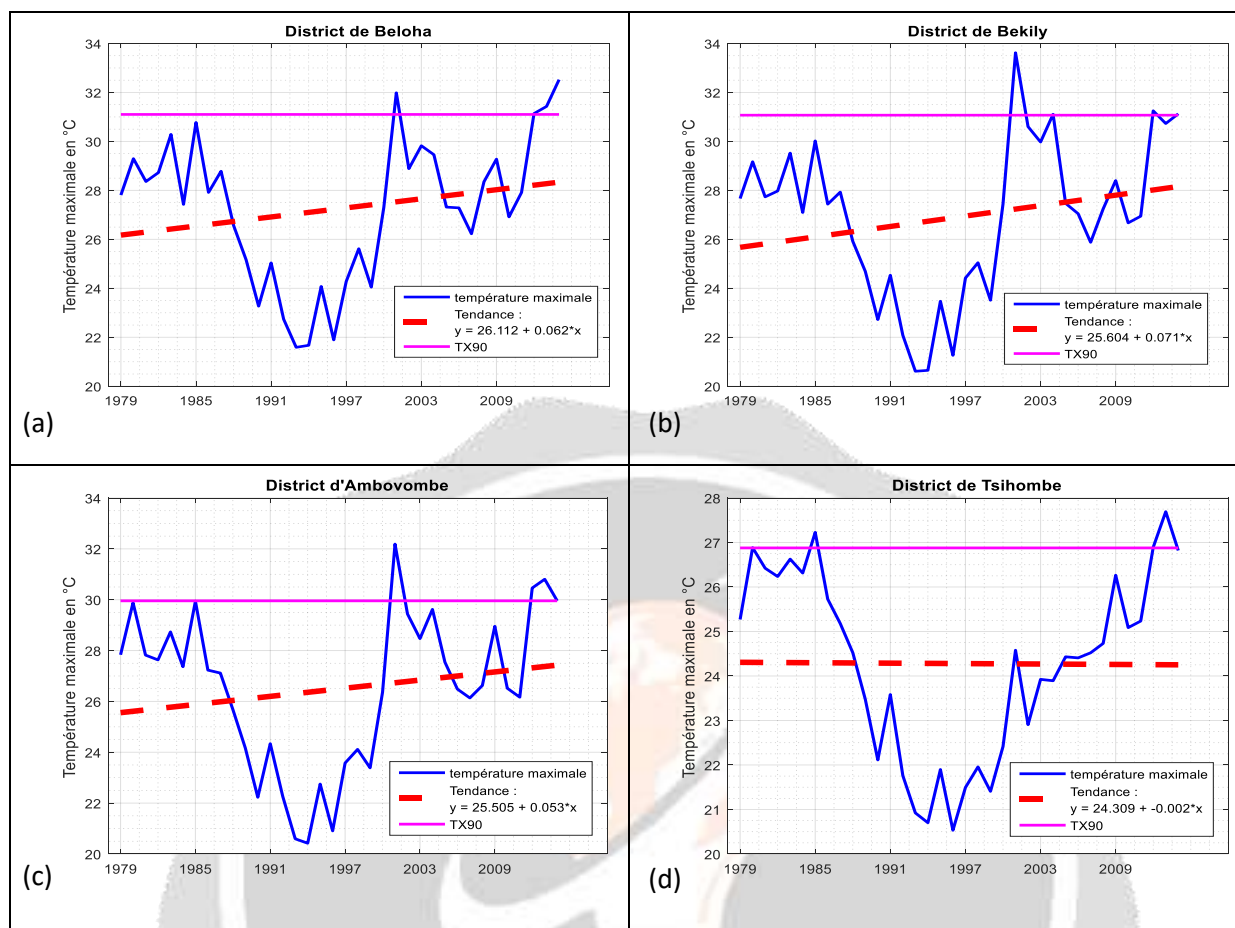 District de Beloha
Température maximale en °C
34
32
30
28
26
24
22
20
1979 1985 1991 1997 2003 2009
température maximale
Tendance :
y = 26.112 + 0.062*x
TX90
(a)
District de Bekily
Température maximale en °C
34
32
30
28
26
24
22
20
1979 1985 1991 1997 2003 2009
température maximale
Tendance :
y = 25.604 + 0.071*x
TX90
(b)
District d'Ambovombe
Température maximale en °C
34
32
30
28
26
24
22
20
1979 1985 1991 1997 2003 2009
température maximale
Tendance :
y = 25.505 + 0.053*x
TX90
(c)
District de Tsihombe
Température maximale en °C
28
27
26
25
24
23
22
21
20
1979 1985 1991 1997 2003 2009
température maximale
Tendance :
y = 24.309 + -0.002*x
TX90
(d)